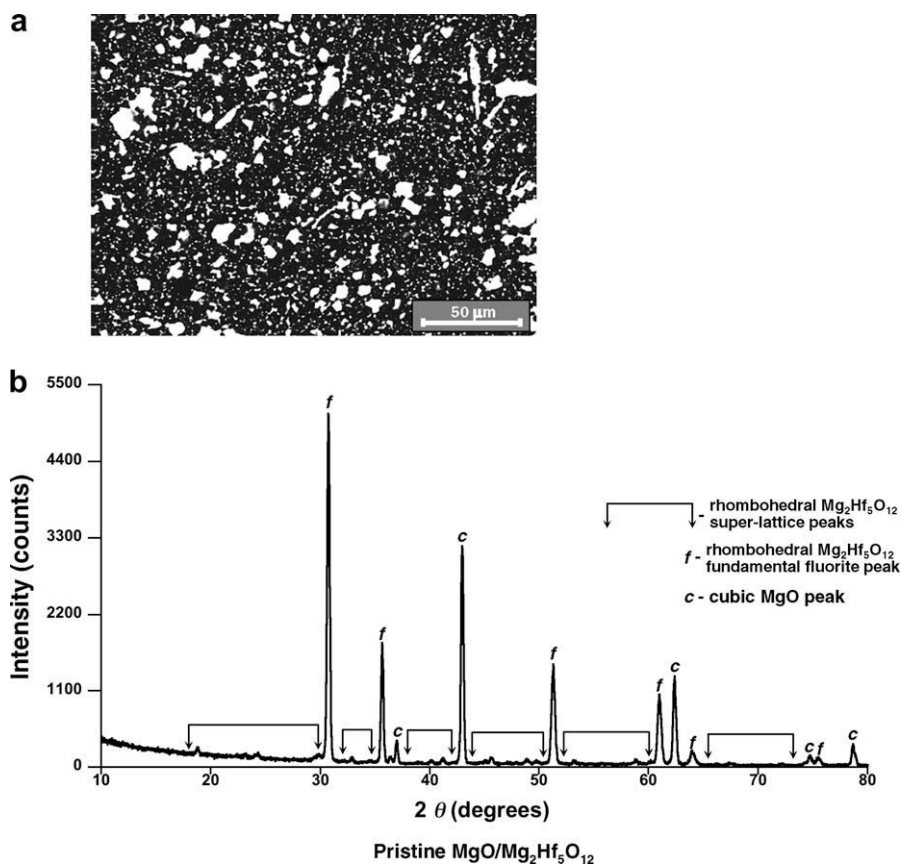 a
50 μm
b
5500
4400
3300
2200
1100
0
Intensity (counts)
f
f
c
c
f
f
c
f
c
f
c
rhombohedral Mg₂Hf₅O₁₂
super-lattice peaks
f - rhombohedral Mg₂Hf₅O₁₂
fundamental fluorite peak
c - cubic MgO peak
10 20 30 40 50 60 70 80
2 θ (degrees)
Pristine MgO/Mg₂Hf₅O₁₂